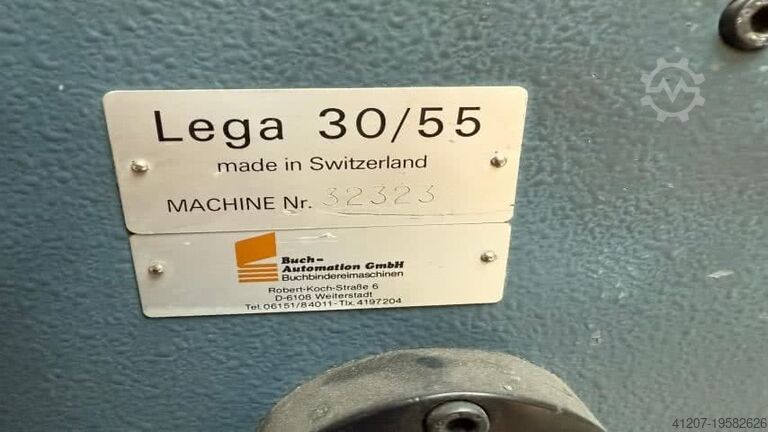 Lega 30/55
made in Switzerland
MACHINE Nr. 32323
Buch-
Automation GmbH
Buchbindereimaschinen
Robert-Koch-Straße 6
D-6108 Weiterstadt
Tel. 06151/84011-Tlx. 4197204
41207-19582626